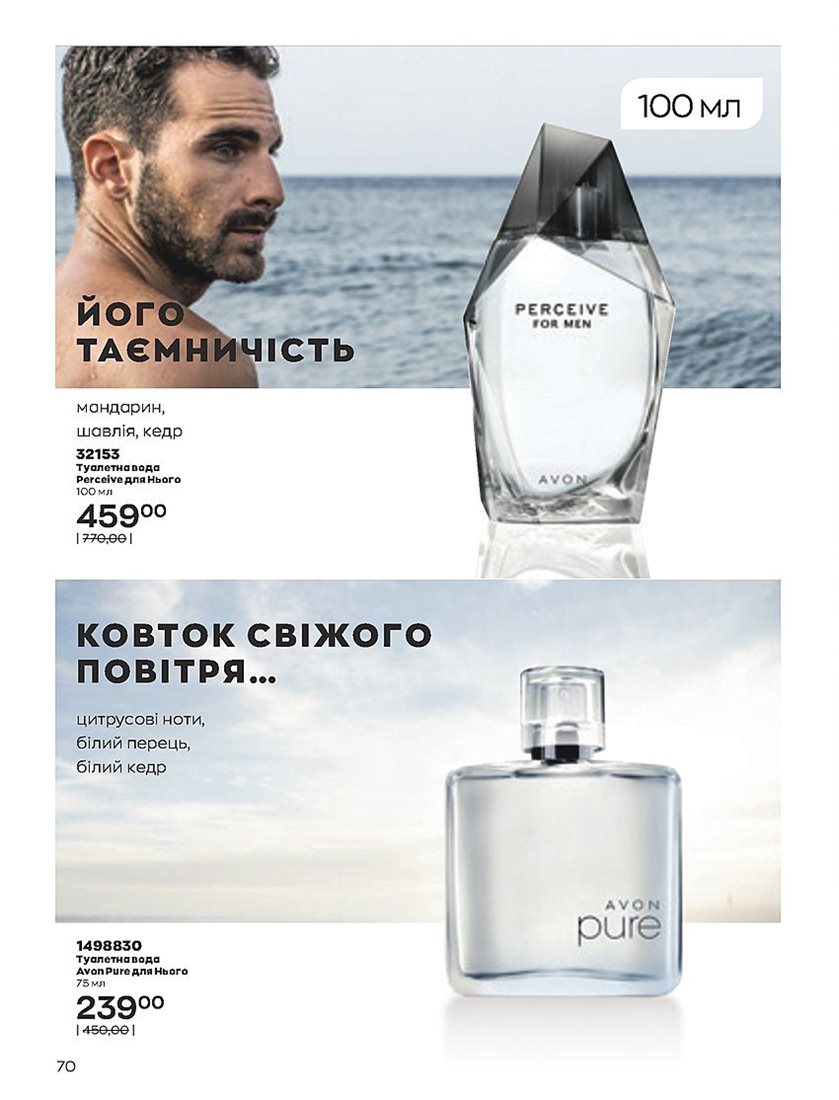 100 мл
PERCEIVE
FOR MEN
AVON
ЙОГО
ТАЄМНИЧІСТЬ
мандарин,
шавлія, кедр
32153
Туалетна вода
Perceive для Нього
100 мл
459⁰⁰
| 770,00 |
КОВТОК СВІЖОГО
ПОВІТРЯ...
цитрусові ноти,
білий перець,
білий кедр
AVON
pure
1498830
Туалетна вода
Avon Pure для Нього
75 мл
239⁰⁰
| 450,00 |
70